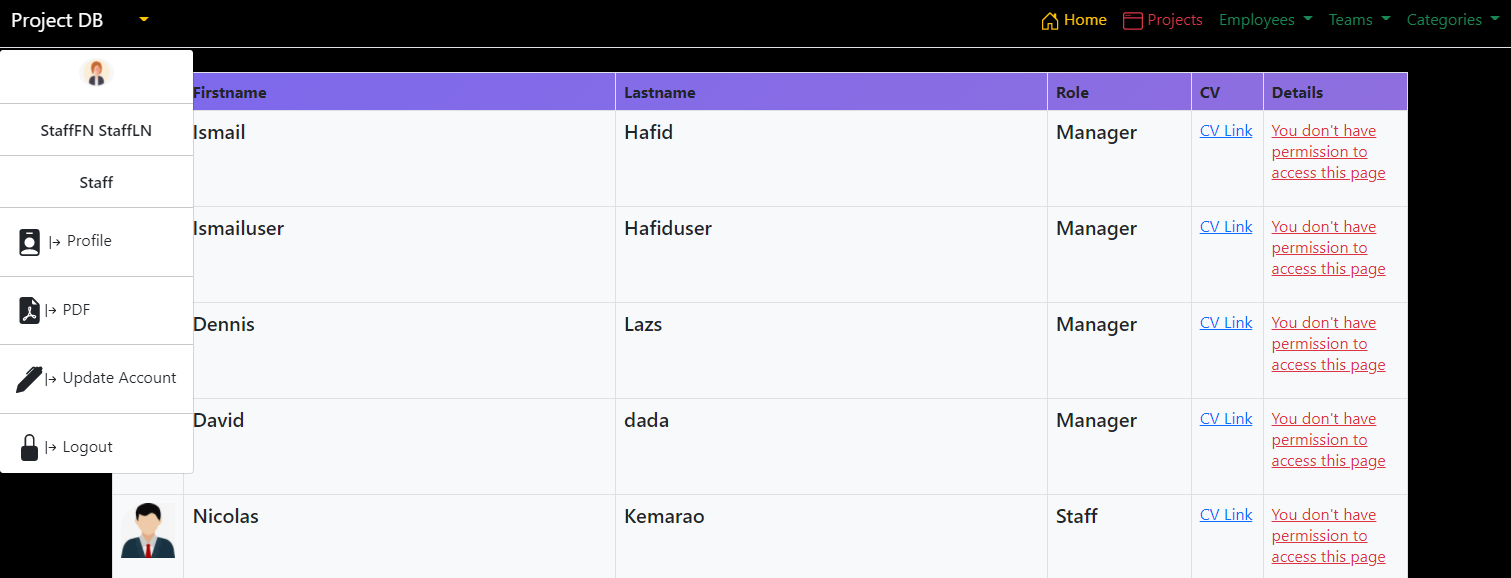 Project DB
Home Projects Employees Teams Categories
StaffFN StaffLN
Staff
Profile
PDF
Update Account
Logout
Firstname Lastname Role CV Details
Ismail Hafid Manager CV Link You don't have
permission to
access this page
Ismailuser Hafiduser Manager CV Link You don't have
permission to
access this page
Dennis Lazs Manager CV Link You don't have
permission to
access this page
David dada Manager CV Link You don't have
permission to
access this page
Nicolas Kemarao Staff CV Link You don't have
permission to
access this page